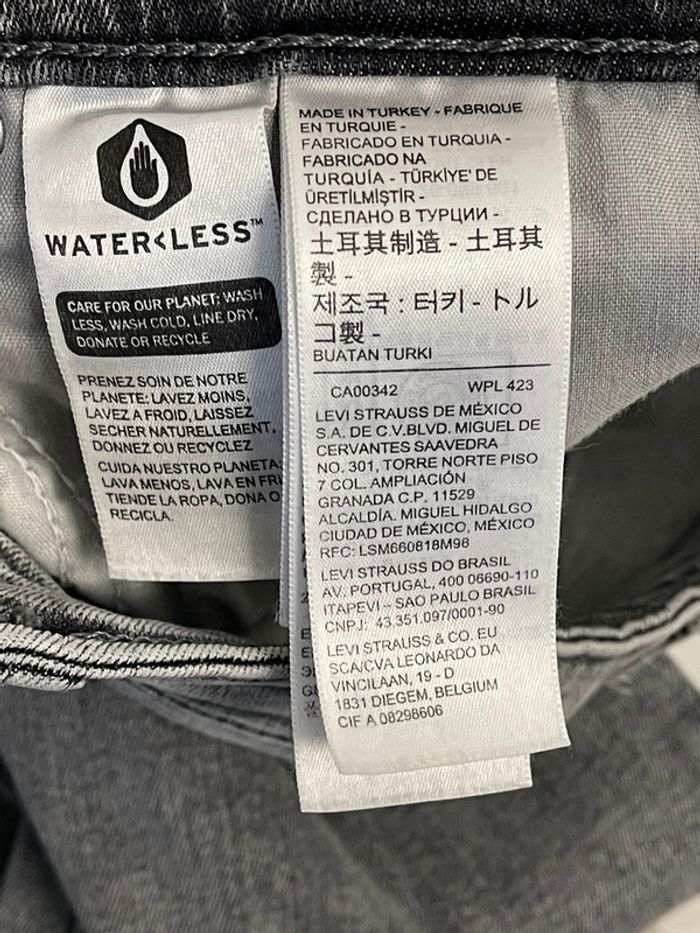 WATER<LESS™
CARE FOR OUR PLANET: WASH
LESS, WASH COLD, LINE DRY,
DONATE OR RECYCLE
PRENEZ SOIN DE NOTRE
PLANETE: LAVEZ MOINS,
LAVEZ A FROID, LAISSEZ
SECHER NATURELLEMENT,
DONNEZ OU RECYCLEZ
CUIDA NUESTRO PLANETA:
LAVA MENOS, LAVA EN
TIENDE LA ROPA, DONA O
RECICLA.
MADE IN TURKEY - FABRIQUE
EN TURQUIE -
FABRICADO EN TURQUIA -
FABRICADO NA
TURQUÍA - TÜRKİYE' DE
ÜRETİLMİŞTİR -
СДЕЛАНО В ТУРЦИИ -
土耳其制造 - 土耳其
製 -
제조국 : 터키 - トル
コ製 -
BUATAN TURKI
CA00342 WPL 423
LEVI STRAUSS DE MÉXICO
S.A. DE C.V.BLVD. MIGUEL DE
CERVANTES SAAVEDRA
NO. 301, TORRE NORTE PISO
7 COL. AMPLIACIÓN
GRANADA C.P. 11529
ALCALDÍA. MIGUEL HIDALGO
CIUDAD DE MÉXICO, MÉXICO
RFC: LSM660818M98
LEVI STRAUSS DO BRASIL
AV. PORTUGAL, 400 06690-110
ITAPEVI – SAO PAULO BRASIL
CNPJ: 43.351.097/0001-90
LEVI STRAUSS & CO. EU
SCA/CVA LEONARDO DA
VINCILAAN, 19 - D
1831 DIEGEM, BELGIUM
CIF A 08298606